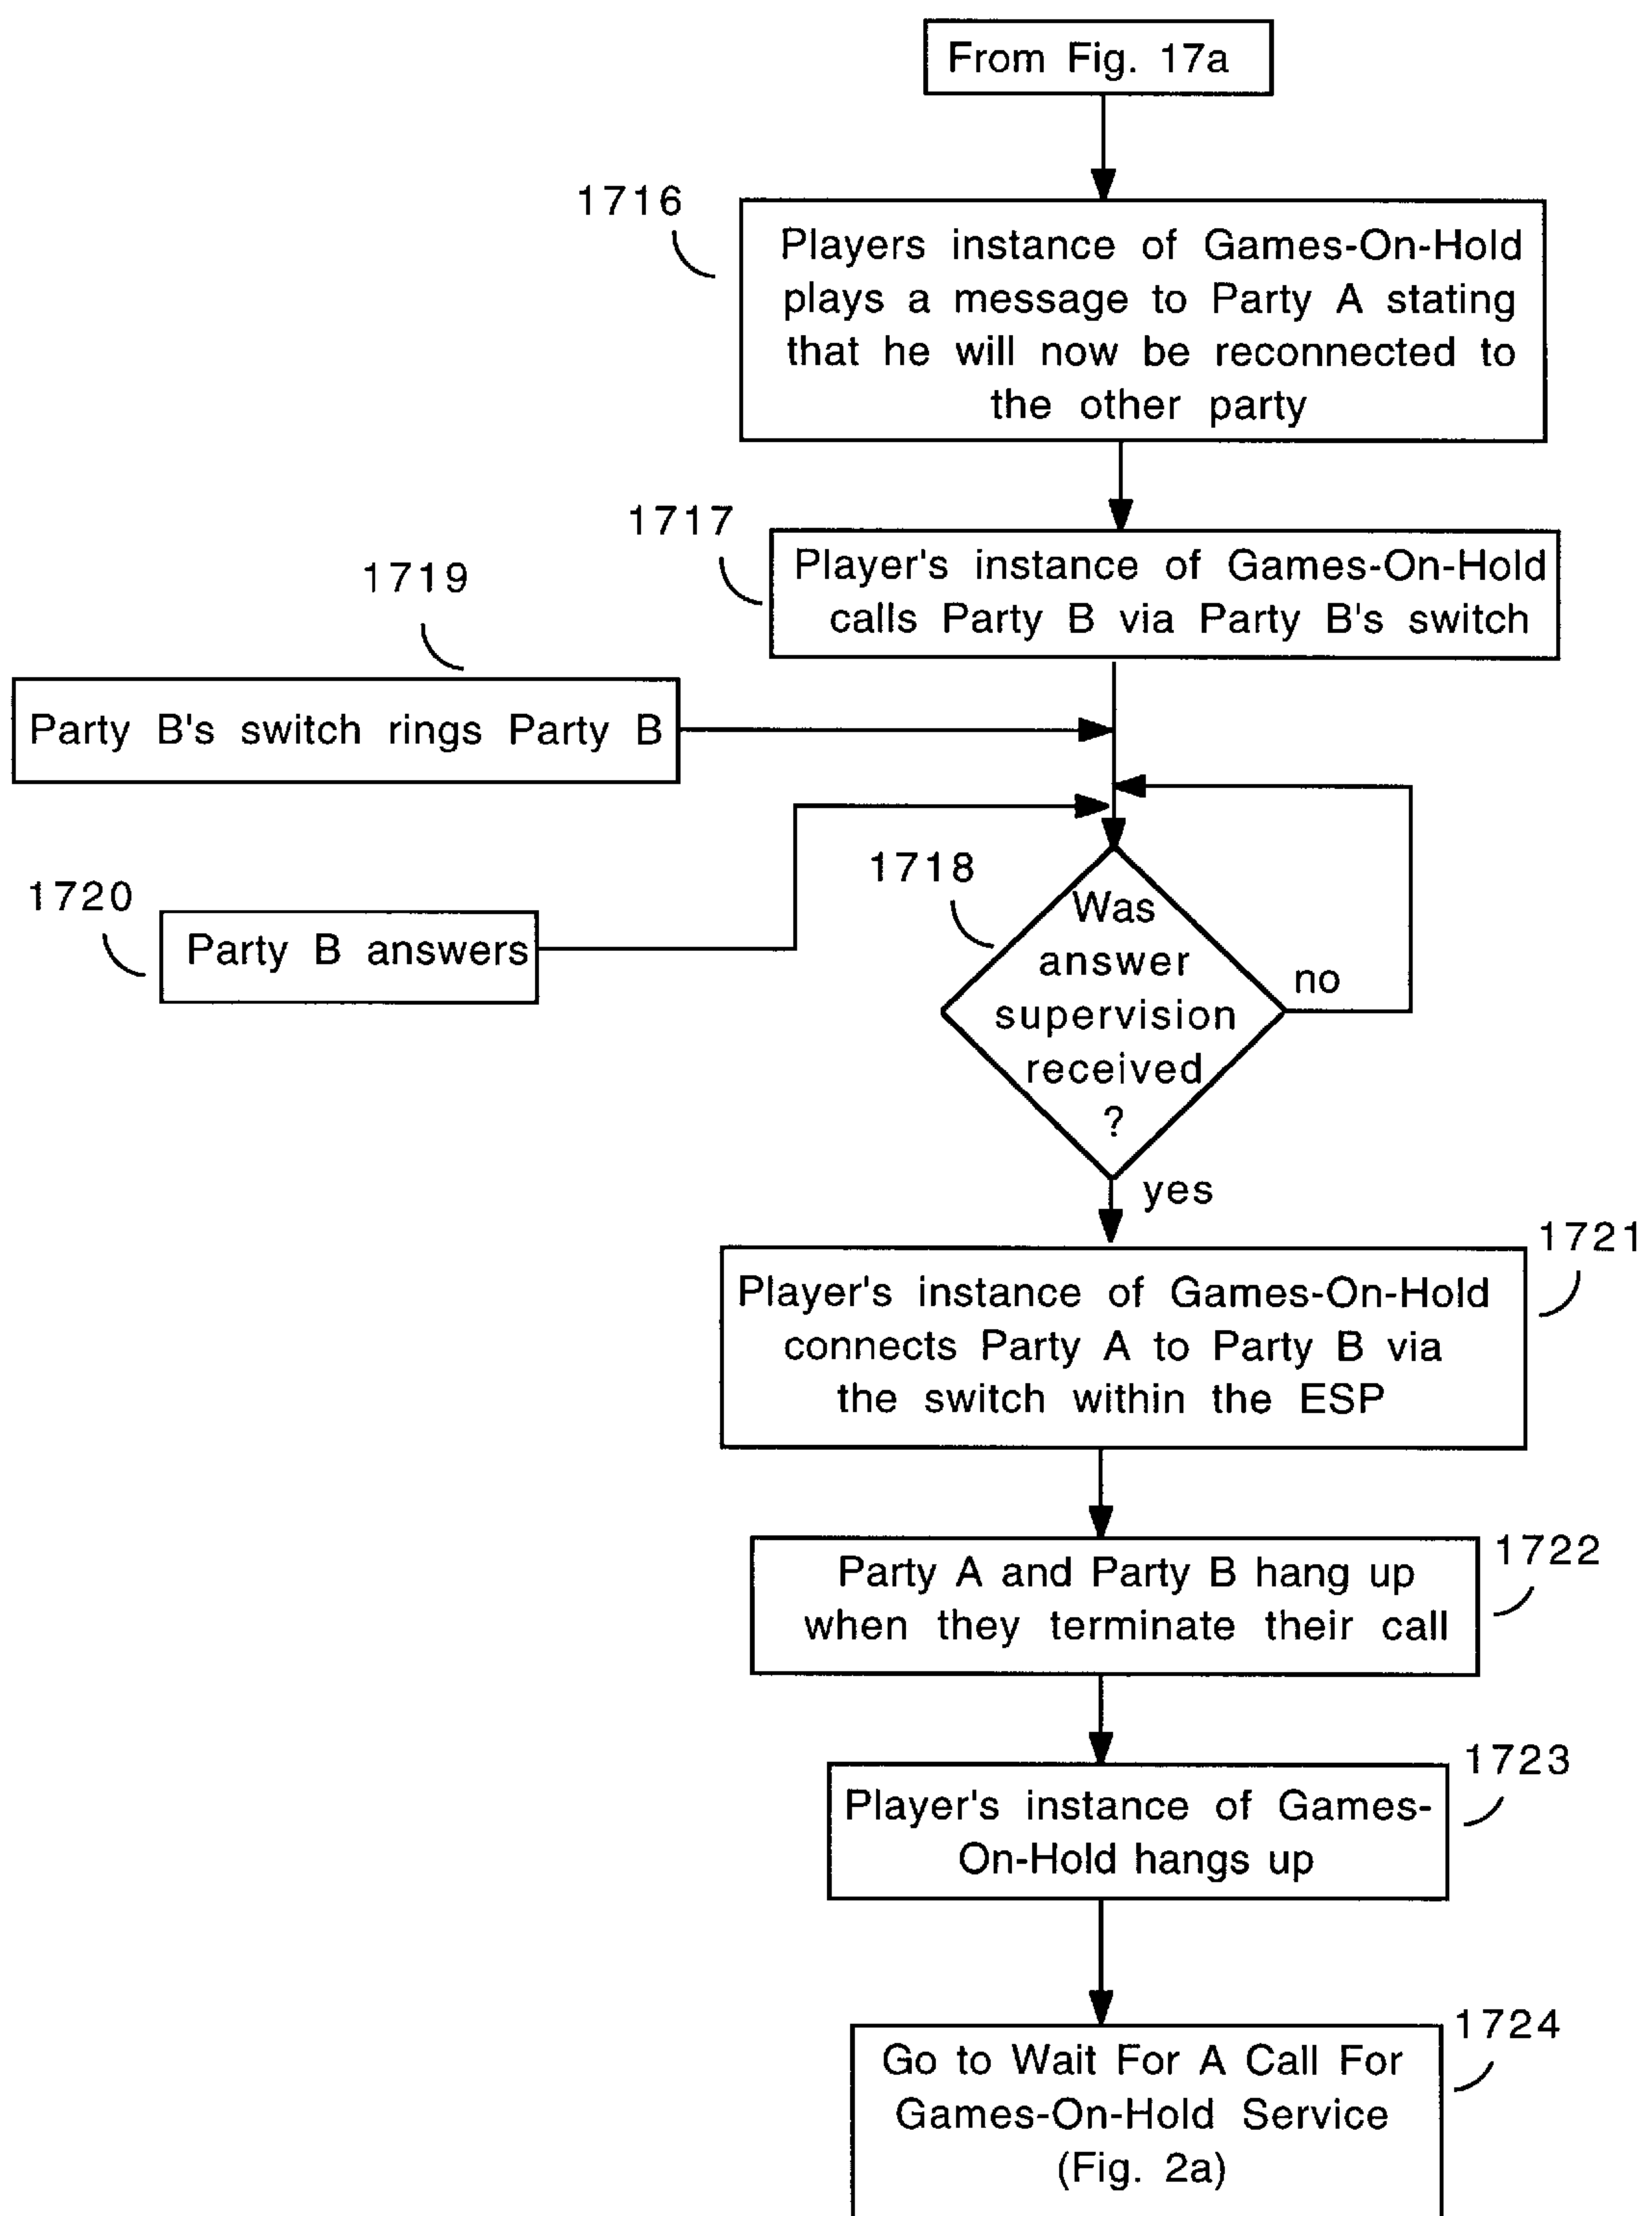 From Fig. 17a
1716
Players instance of Games-On-Hold
plays a message to Party A stating
that he will now be reconnected to
the other party
1717
Player's instance of Games-On-Hold
calls Party B via Party B's switch
1719
Party B's switch rings Party B
1720
Party B answers
1718
Was
answer
supervision
received
?
no
yes
1721
Player's instance of Games-On-Hold
connects Party A to Party B via
the switch within the ESP
1722
Party A and Party B hang up
when they terminate their call
1723
Player's instance of Games-
On-Hold hangs up
1724
Go to Wait For A Call For
Games-On-Hold Service
(Fig. 2a)